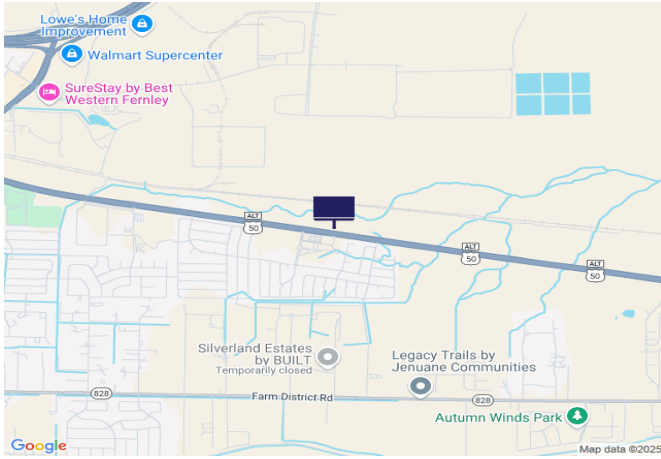 Lowe's Home
Improvement
Walmart Supercenter
SureStay by Best
Western Fernley
ALT
50
ALT
50
ALT
50
Silverland Estates
by BUILT
Temporarily closed
Legacy Trails by
Jenuane Communities
828
Farm District Rd
828
Autumn Winds Park
Google
Map data ©2025